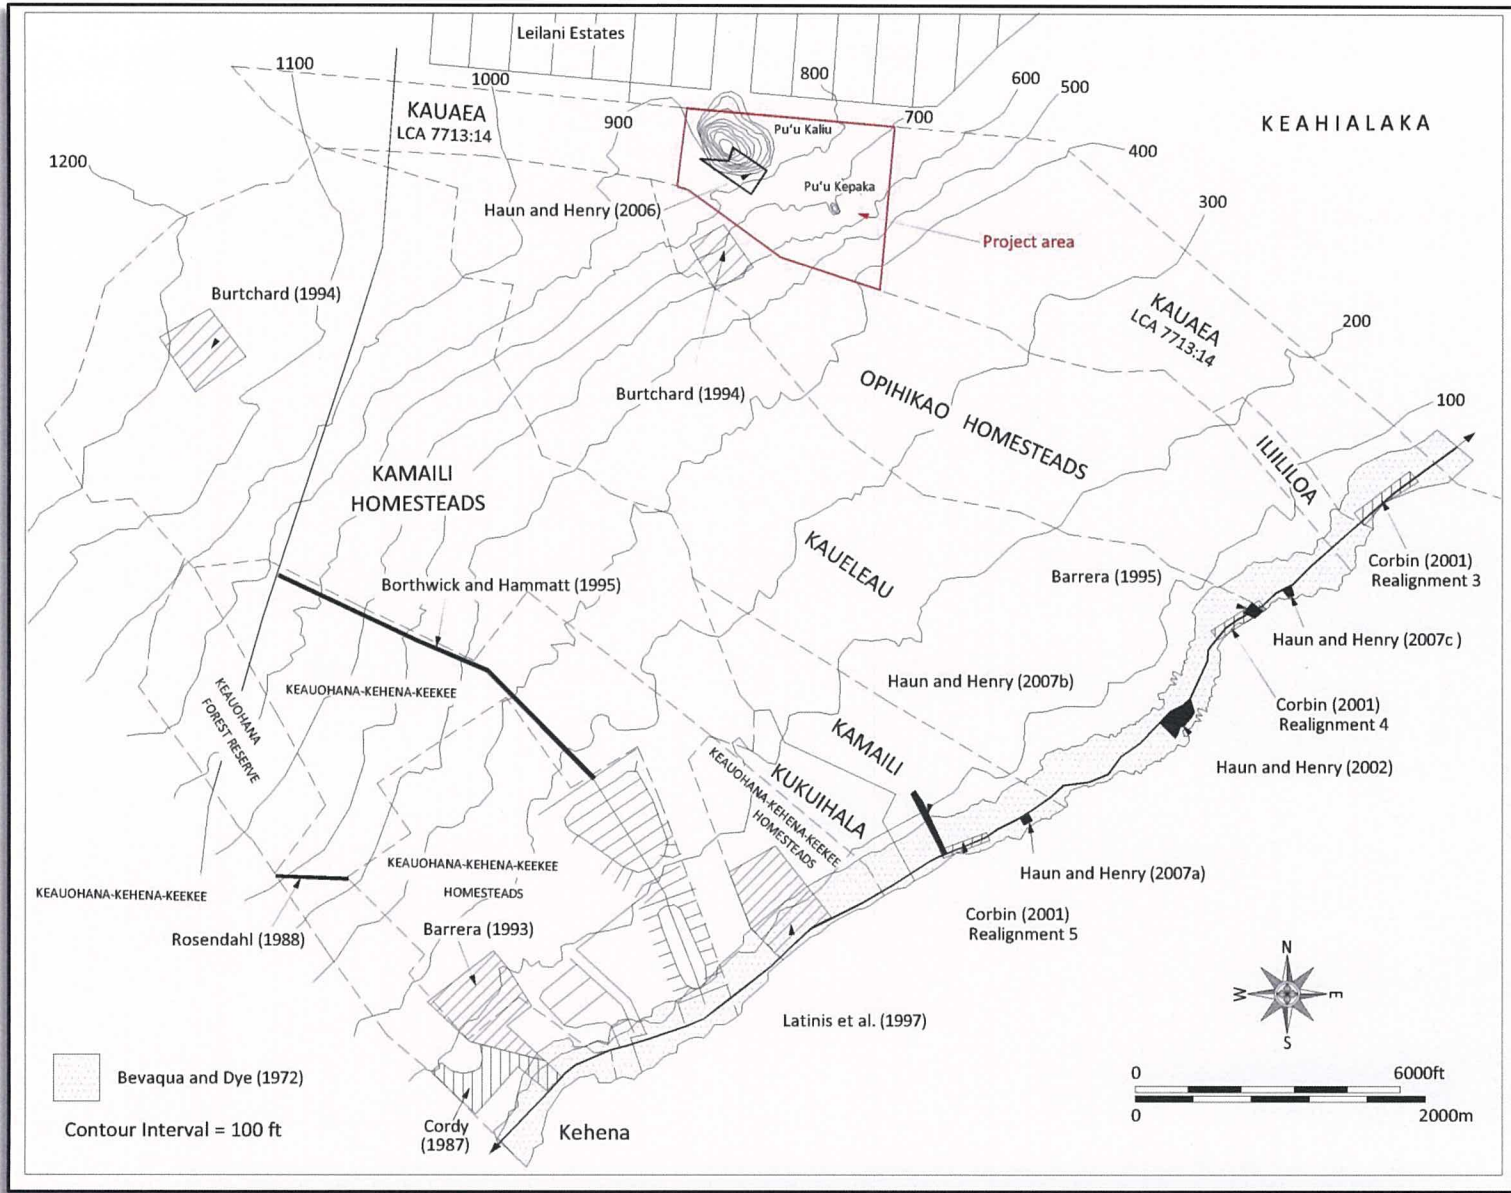 Leilani Estates
1100
1000
800
600
500
KAUAEA
LCA 7713:14
900
700
Pu‘u Kaliu
KEAHIALAKA
400
1200
Pu‘u Kepaka
Haun and Henry (2006)
300
Project area
Burtchard (1994)
KAUAEA
LCA 7713:14
200
Burtchard (1994)
OPIHIKAO HOMESTEADS
100
ILIILILOA
KAMAILI
HOMESTEADS
KAUELEAU
Corbin (2001)
Realignment 3
Borthwick and Hammatt (1995)
Barrera (1995)
Haun and Henry (2007c )
KEAUOHANA
FOREST RESERVE
KEAUOHANA-KEHENA-KEEKEE
Haun and Henry (2007b)
Corbin (2001)
Realignment 4
KAMAILI
KUKUIHALA
KEAUOHANA-KEHENA-KEEKEE
HOMESTEADS
Haun and Henry (2002)
KEAUOHANA-KEHENA-KEEKEE
HOMESTEADS
KEAUOHANA-KEHENA-KEEKEE
Haun and Henry (2007a)
Rosendahl (1988)
Barrera (1993)
Corbin (2001)
Realignment 5
Latinis et al. (1997)
N
W
E
S
Bevaqua and Dye (1972)
0
6000ft
0
2000m
Contour Interval = 100 ft
Cordy
(1987)
Kehena